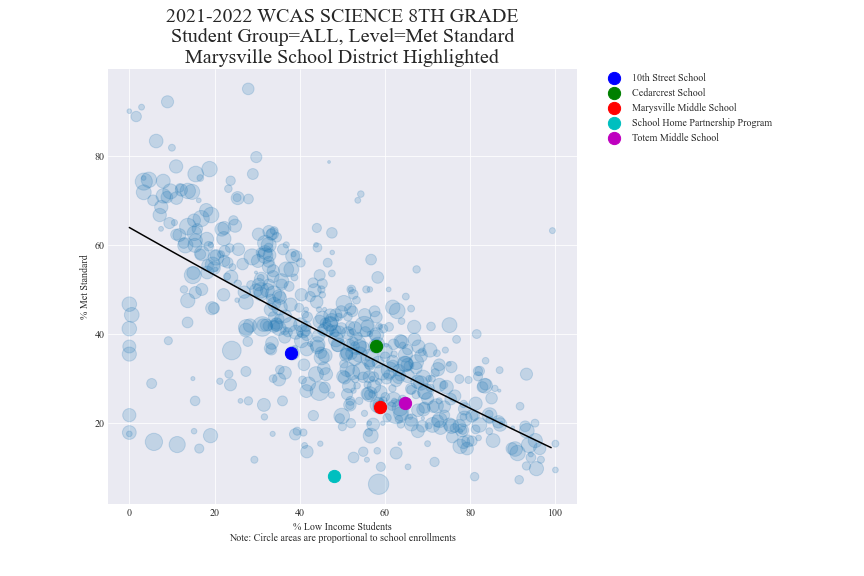 2021-2022 WCAS SCIENCE 8TH GRADE
Student Group=ALL, Level=Met Standard
Marysville School District Highlighted
10th Street School
Cedarcrest School
Marysville Middle School
School Home Partnership Program
Totem Middle School
% Met Standard
80
60
40
20
0 20 40 60 80 100
% Low Income Students
Note: Circle areas are proportional to school enrollments